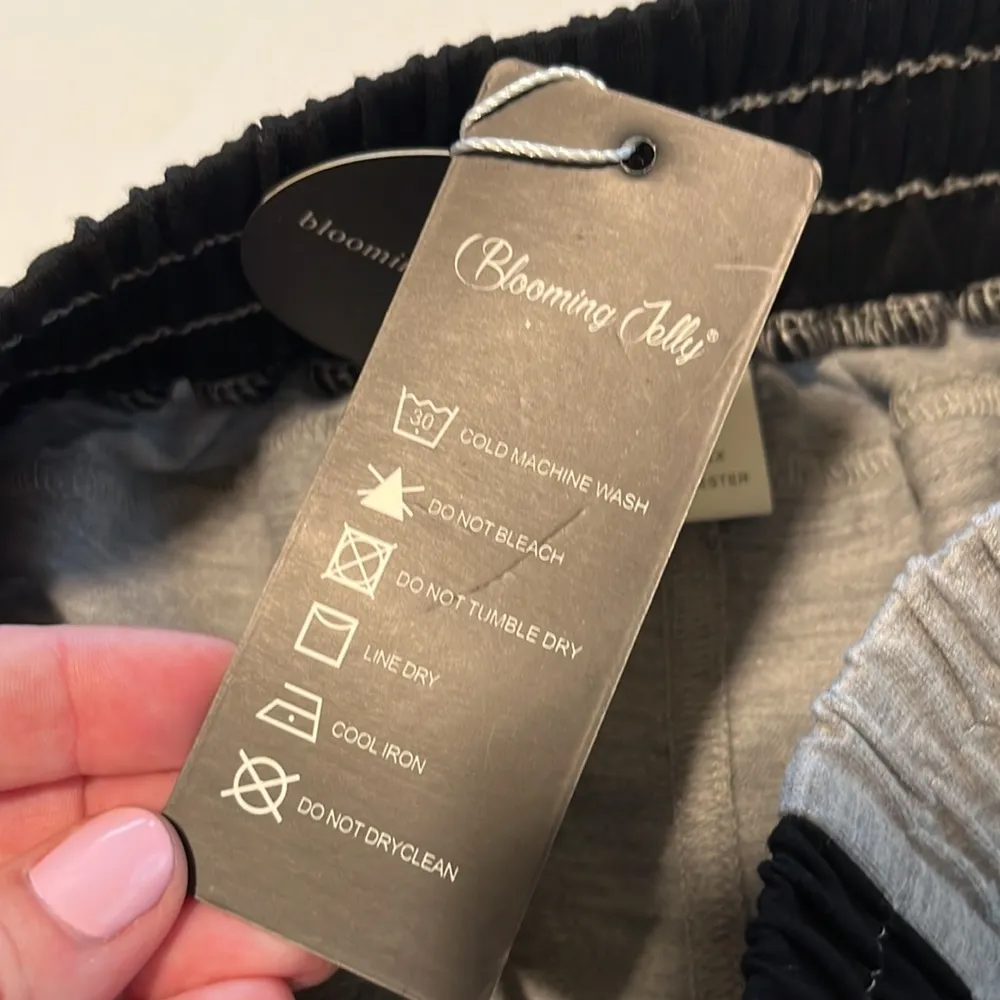 Blooming Jelly®
30
COLD MACHINE WASH
DO NOT BLEACH
DO NOT TUMBLE DRY
LINE DRY
COOL IRON
DO NOT DRYCLEAN